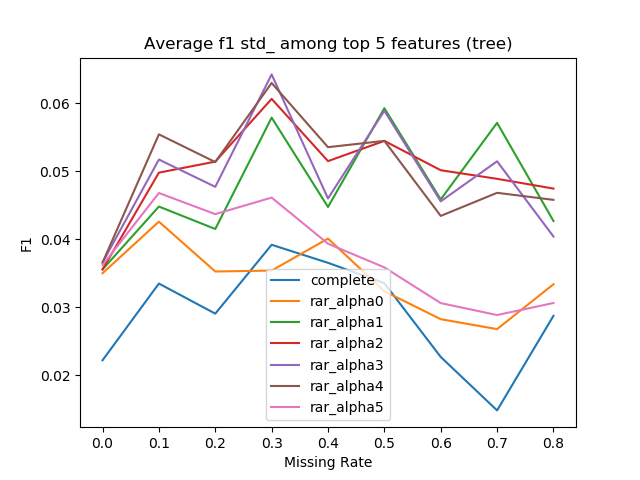 Average f1 std_ among top 5 features (tree)
F1
0.06
0.05
0.04
0.03
0.02
complete
rar_alpha0
rar_alpha1
rar_alpha2
rar_alpha3
rar_alpha4
rar_alpha5
0.0 0.1 0.2 0.3 0.4 0.5 0.6 0.7 0.8
Missing Rate